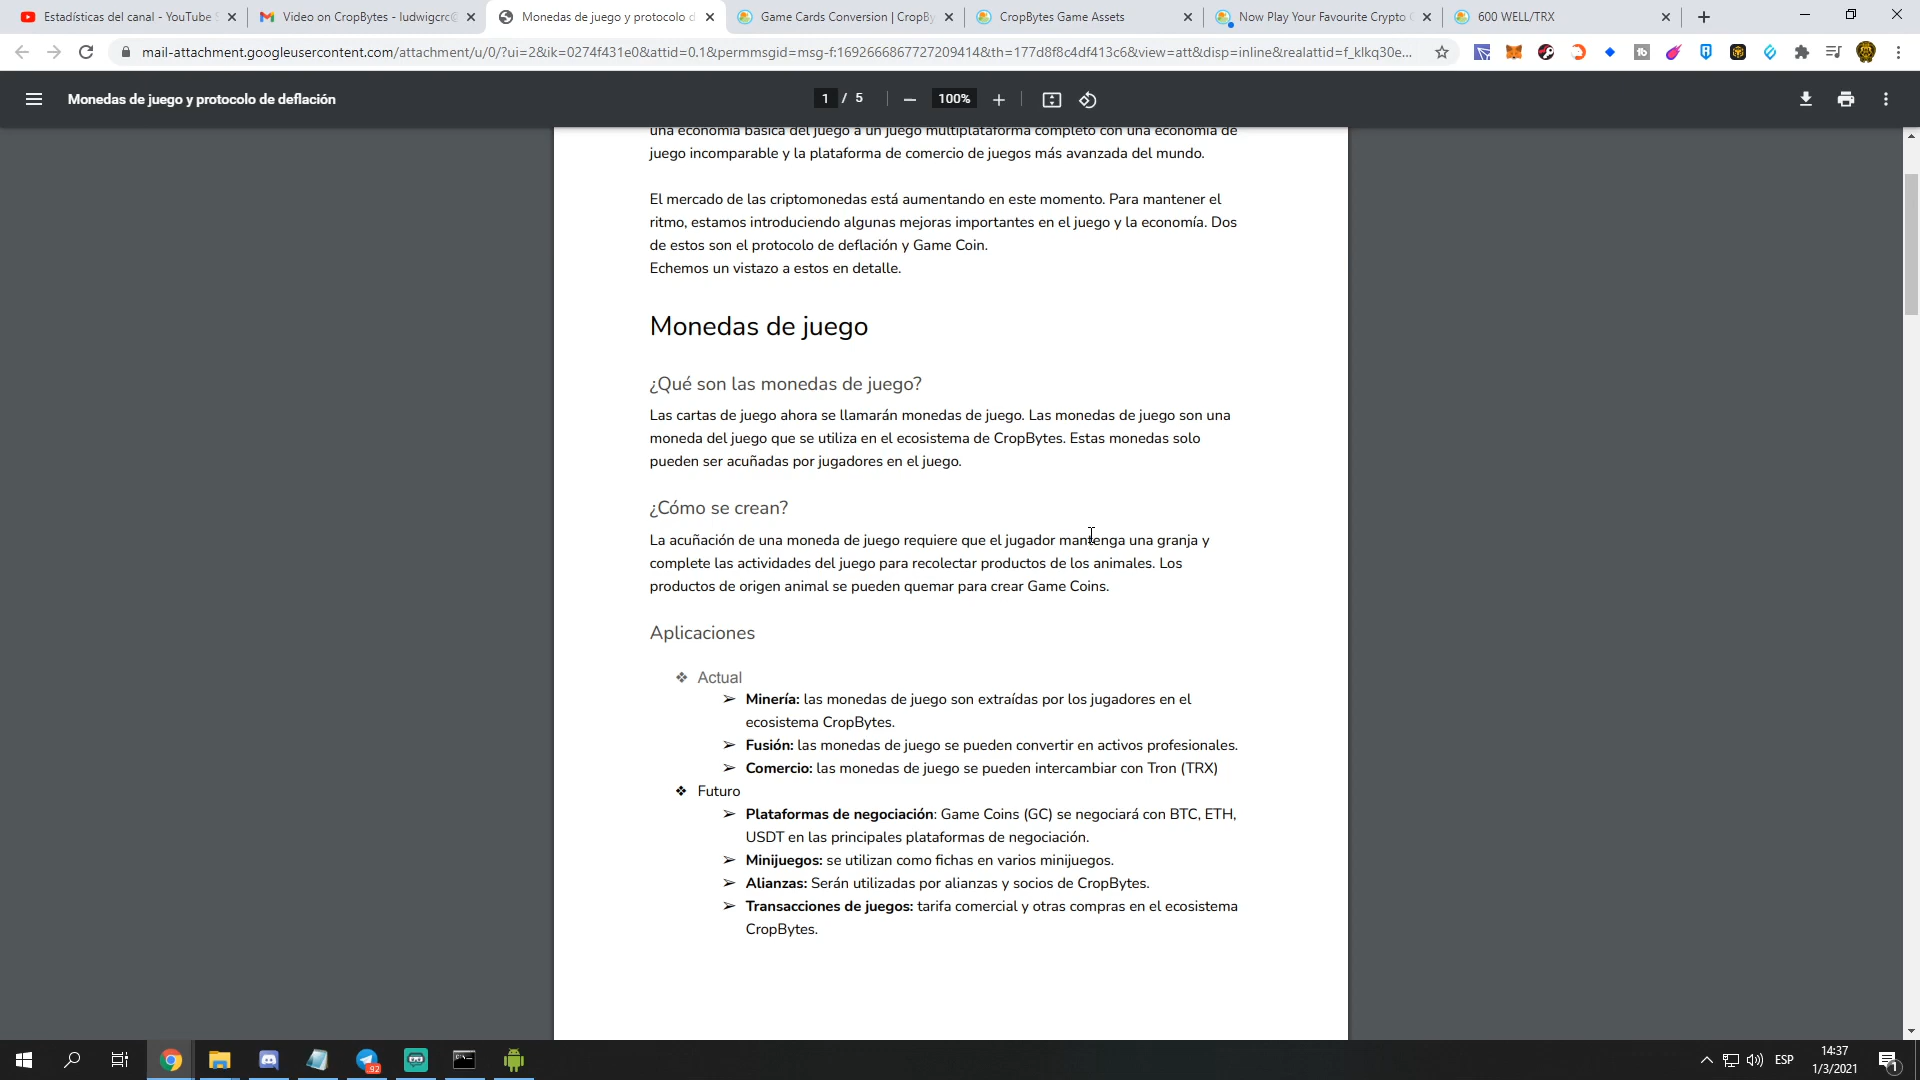 Estadísticas del canal - YouTube
Video on CropBytes - ludwigcrc@
Monedas de juego y protocolo d
Game Cards Conversion | CropBy
CropBytes Game Assets
Now Play Your Favourite Crypto
600 WELL/TRX
mail-attachment.googleusercontent.com/attachment/u/0/?ui=2&ik=0274f431e0&attid=0.1&permmsgid=msg-f:1692666867727209414&th=177d8f8c4df413c6&view=att&disp=inline&realattid=f_klkq30e...
Monedas de juego y protocolo de deflación
1 / 5
100%
una economía básica del juego a un juego multiplataforma completo con una economía de
juego incomparable y la plataforma de comercio de juegos más avanzada del mundo.
El mercado de las criptomonedas está aumentando en este momento. Para mantener el
ritmo, estamos introduciendo algunas mejoras importantes en el juego y la economía. Dos
de estos son el protocolo de deflación y Game Coin.
Echemos un vistazo a estos en detalle.
Monedas de juego
¿Qué son las monedas de juego?
Las cartas de juego ahora se llamarán monedas de juego. Las monedas de juego son una
moneda del juego que se utiliza en el ecosistema de CropBytes. Estas monedas solo
pueden ser acuñadas por jugadores en el juego.
¿Cómo se crean?
La acuñación de una moneda de juego requiere que el jugador mantenga una granja y
complete las actividades del juego para recolectar productos de los animales. Los
productos de origen animal se pueden quemar para crear Game Coins.
Aplicaciones
❖ Actual
➢ Minería: las monedas de juego son extraídas por los jugadores en el
ecosistema CropBytes.
➢ Fusión: las monedas de juego se pueden convertir en activos profesionales.
➢ Comercio: las monedas de juego se pueden intercambiar con Tron (TRX)
❖ Futuro
➢ Plataformas de negociación: Game Coins (GC) se negociará con BTC, ETH,
USDT en las principales plataformas de negociación.
➢ Minijuegos: se utilizan como fichas en varios minijuegos.
➢ Alianzas: Serán utilizadas por alianzas y socios de CropBytes.
➢ Transacciones de juegos: tarifa comercial y otras compras en el ecosistema
CropBytes.
92
ESP
14:37
1/3/2021
1